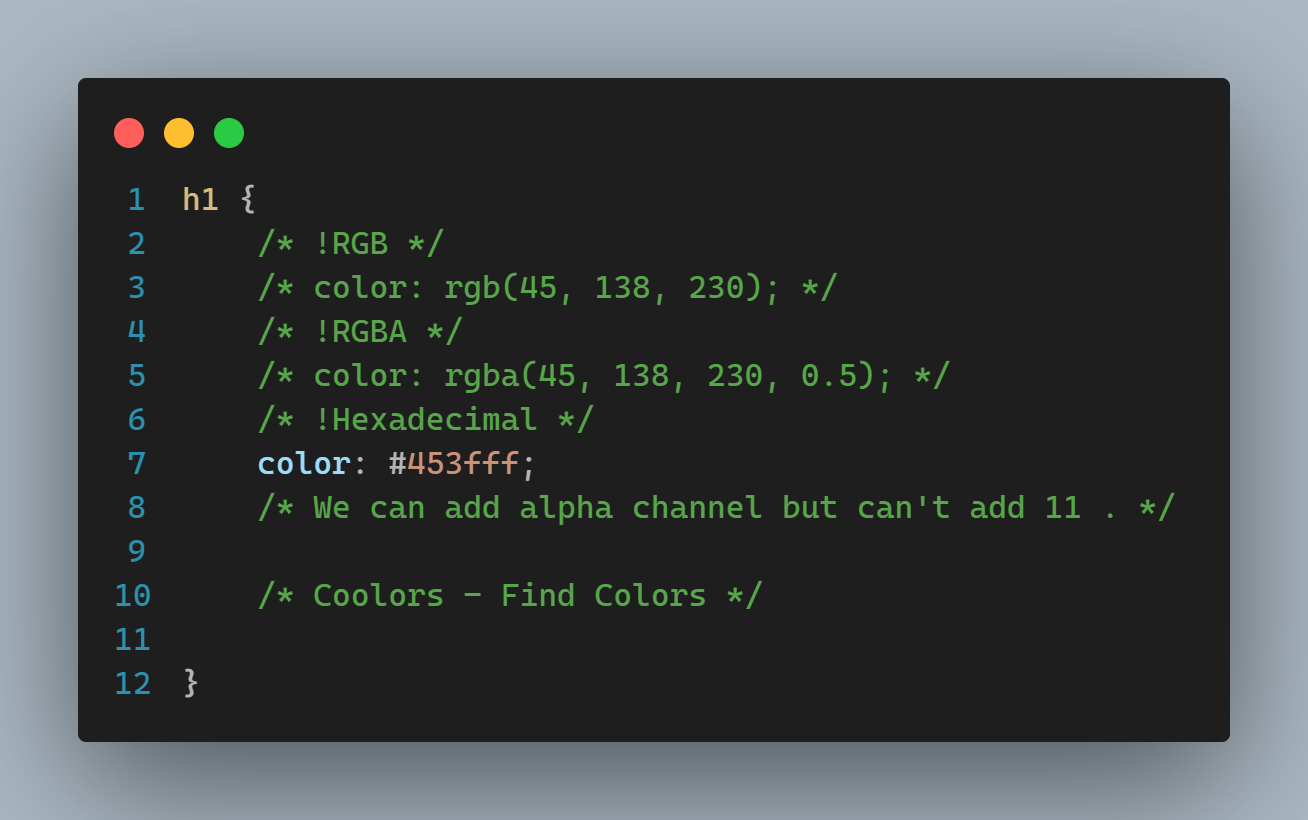 1 h1 {
2 /* !RGB */
3 /* color: rgb(45, 138, 230); */
4 /* !RGBA */
5 /* color: rgba(45, 138, 230, 0.5); */
6 /* !Hexadecimal */
7 color: #453fff;
8 /* We can add alpha channel but can't add 11 . */
9
10 /* Coolors - Find Colors */
11
12 }